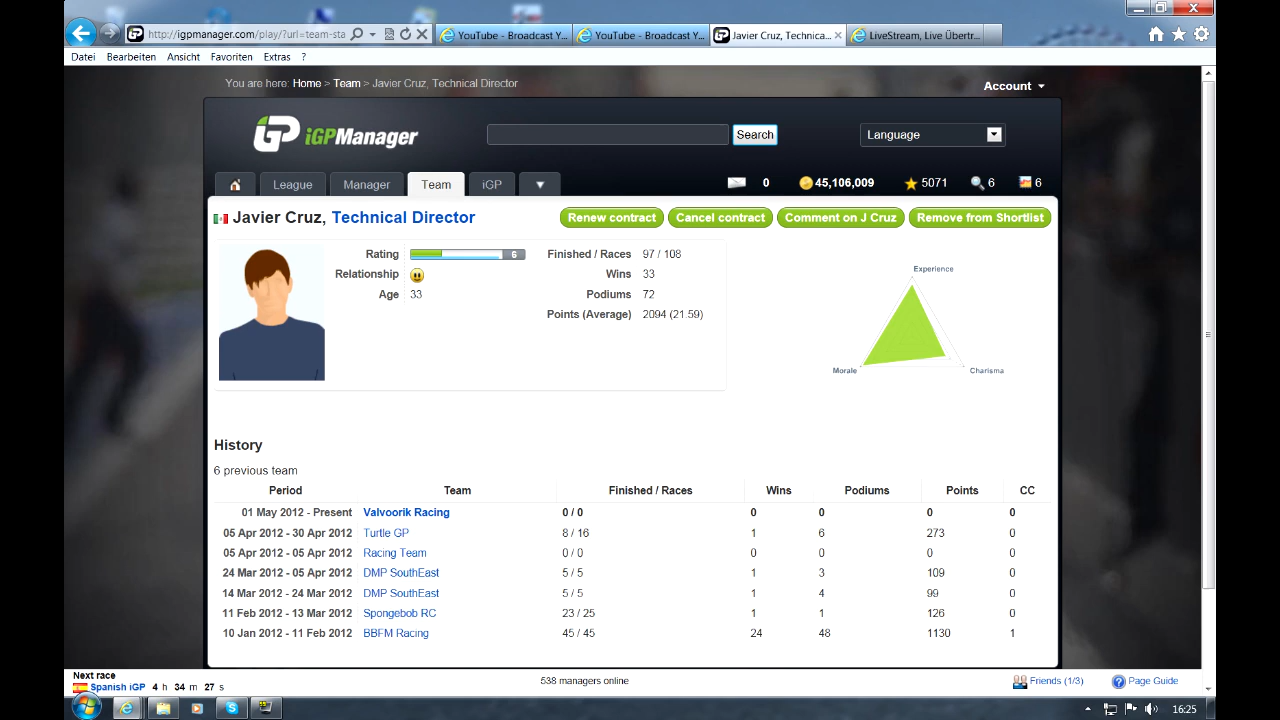 http://igpmanager.com/play/?url=team-sta
YouTube - Broadcast Y...
YouTube - Broadcast Y...
Javier Cruz, Technica...
LiveStream, Live Übertr...
Datei Bearbeiten Ansicht Favoriten Extras ?
You are here: Home > Team > Javier Cruz, Technical Director
Account
iGPManager
Search
Language
League Manager Team iGP
0 45,106,009 5071 6 6
Javier Cruz, Technical Director
Renew contract Cancel contract Comment on J Cruz Remove from Shortlist
Rating 6
Relationship
Age 33
Finished / Races 97 / 108
Wins 33
Podiums 72
Points (Average) 2094 (21.59)
Experience
Morale Charisma
History
6 previous team
Period Team Finished / Races Wins Podiums Points CC
01 May 2012 - Present Valvoorik Racing 0 / 0 0 0 0 0
05 Apr 2012 - 30 Apr 2012 Turtle GP 8 / 16 1 6 273 0
05 Apr 2012 - 05 Apr 2012 Racing Team 0 / 0 0 0 0 0
24 Mar 2012 - 05 Apr 2012 DMP SouthEast 5 / 5 1 3 109 0
14 Mar 2012 - 24 Mar 2012 DMP SouthEast 5 / 5 1 4 99 0
11 Feb 2012 - 13 Mar 2012 Spongebob RC 23 / 25 1 1 126 0
10 Jan 2012 - 11 Feb 2012 BBFM Racing 45 / 45 24 48 1130 1
Next race
Spanish iGP 4 h 34 m 27 s
538 managers online
Friends (1/3)
Page Guide
16:25